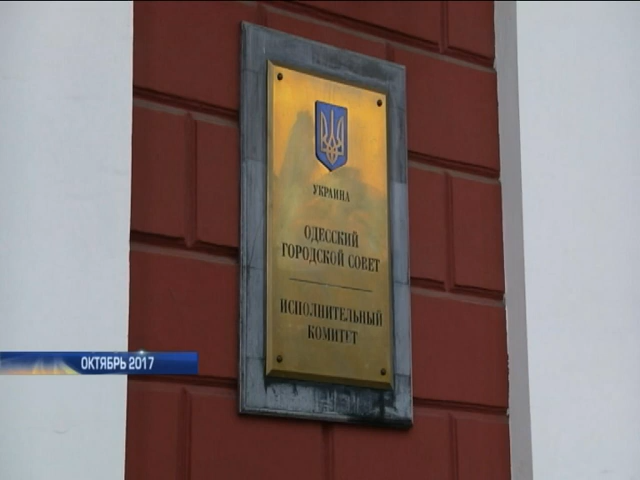 УКРАИНА
ОДЕССКИЙ
ГОРОДСКОЙ СОВЕТ
ИСПОЛНИТЕЛЬНЫЙ
КОМИТЕТ
ОКТЯБРЬ 2017